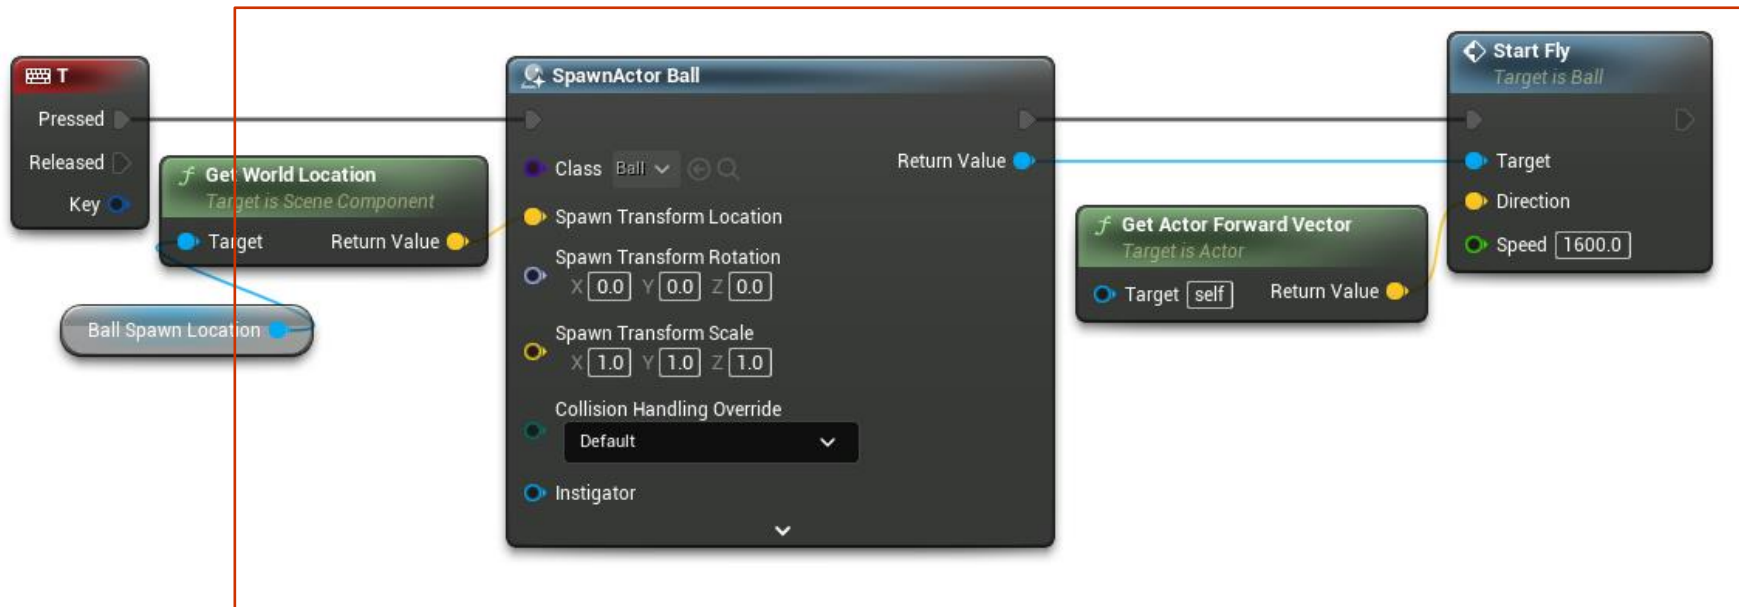 T
Pressed
Released
Key
f Get World Location
Target is Scene Component
Target
Return Value
Ball Spawn Location
SpawnActor Ball
Class Ball
Return Value
Spawn Transform Location
Spawn Transform Rotation
X 0.0 Y 0.0 Z 0.0
Spawn Transform Scale
X 1.0 Y 1.0 Z 1.0
Collision Handling Override
Default
Instigator
f Get Actor Forward Vector
Target is Actor
Target self
Return Value
Start Fly
Target is Ball
Target
Direction
Speed 1600.0